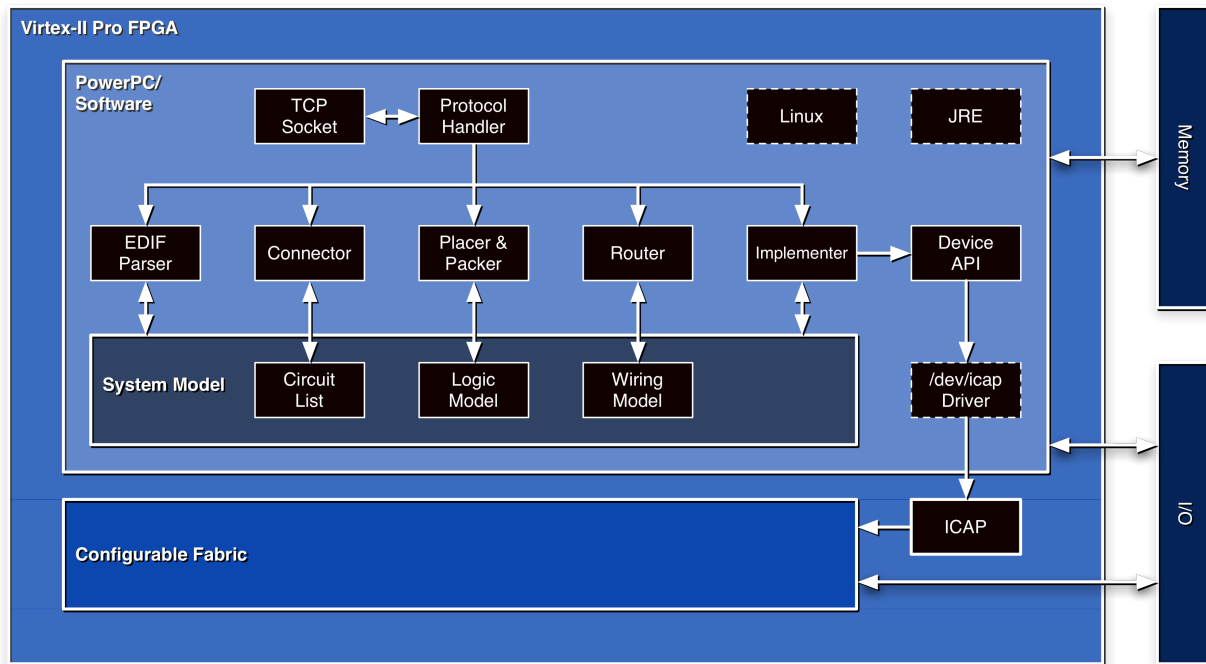 Virtex-II Pro FPGA
PowerPC/
Software
TCP
Socket
Protocol
Handler
Linux
JRE
Memory
EDIF
Parser
Connector
Placer &
Packer
Router
Implementer
Device
API
System Model
Circuit
List
Logic
Model
Wiring
Model
/dev/icap
Driver
I/O
Configurable Fabric
ICAP